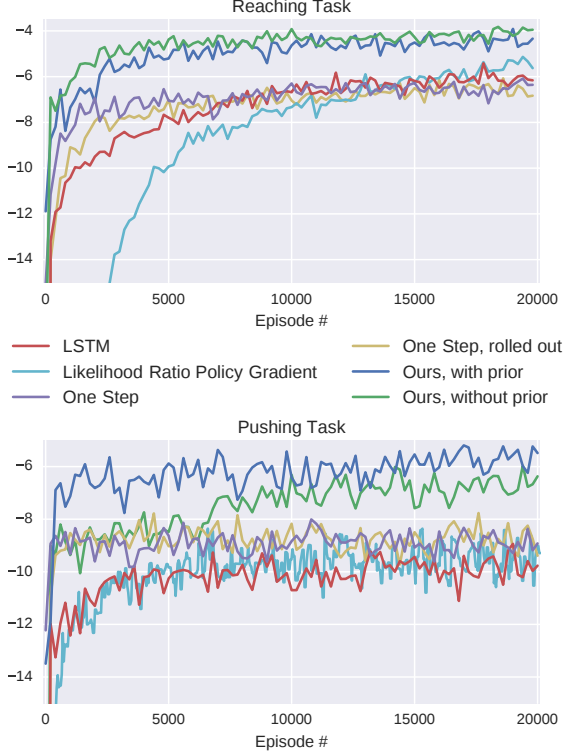 Reaching Task
−4
−6
−8
−10
−12
−14
0 5000 10000 15000 20000
Episode #
LSTM
Likelihood Ratio Policy Gradient
One Step
One Step, rolled out
Ours, with prior
Ours, without prior
Pushing Task
−6
−8
−10
−12
−14
0 5000 10000 15000 20000
Episode #